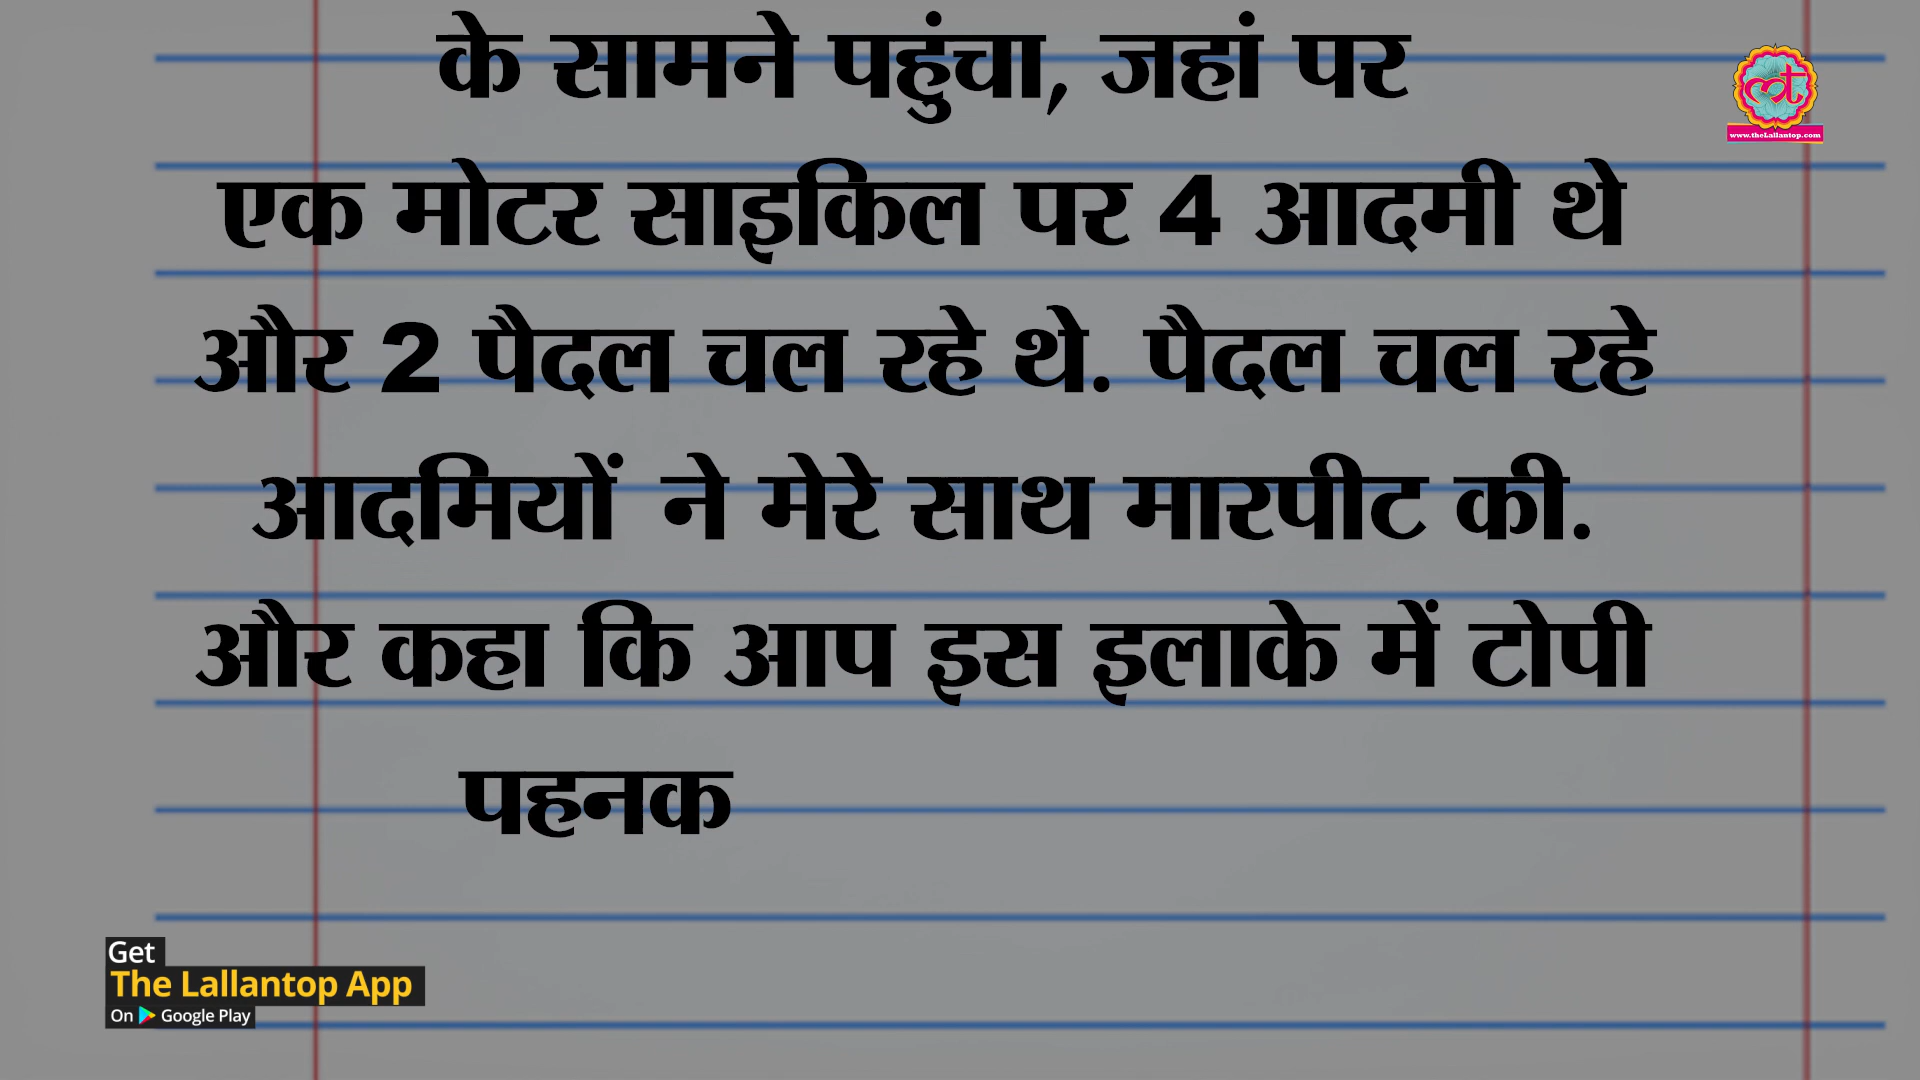 के सामने पहुंचा, जहां पर
www.theLallantop.com
एक मोटर साइकिल पर 4 आदमी थे
और 2 पैदल चल रहे थे. पैदल चल रहे
आदमियों ने मेरे साथ मारपीट की.
और कहा कि आप इस इलाके में टोपी
पहनक
Get
The Lallantop App
On Google Play